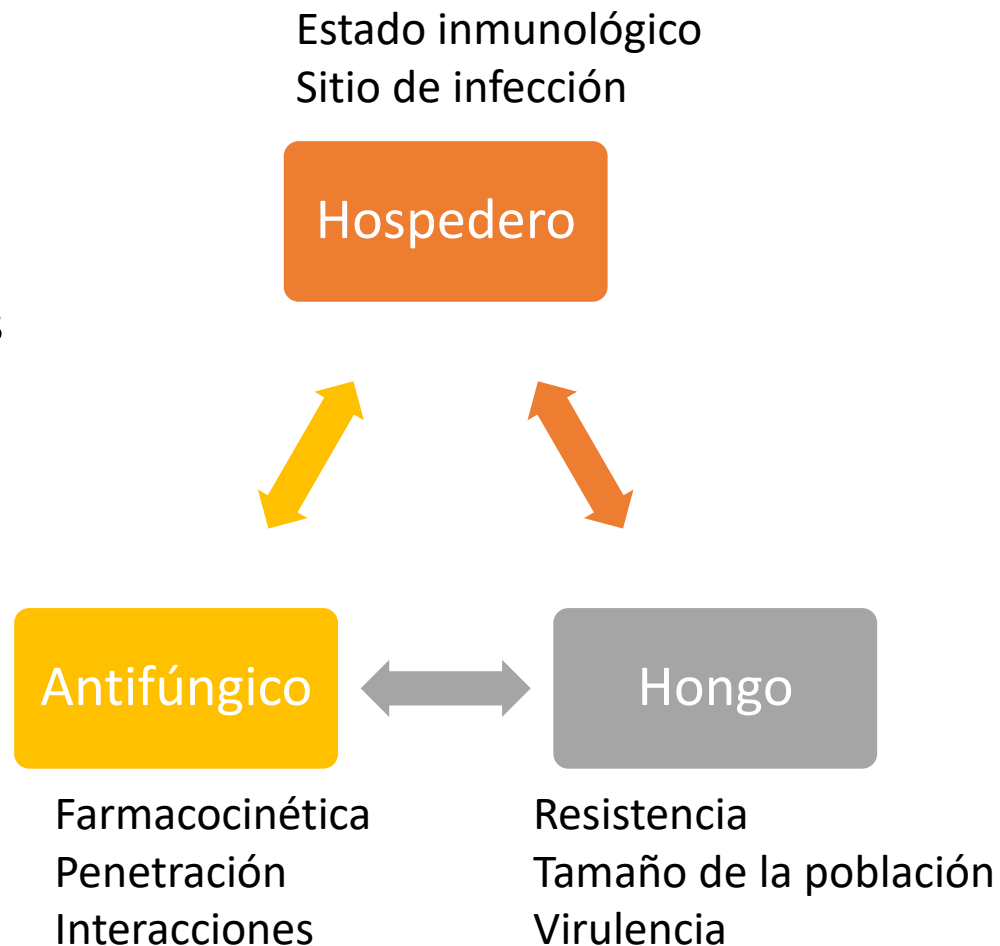 Estado inmunológico
Sitio de infección
Hospedero
Antifúngico
Hongo
Farmacocinética
Penetración
Interacciones
Resistencia
Tamaño de la población
Virulencia